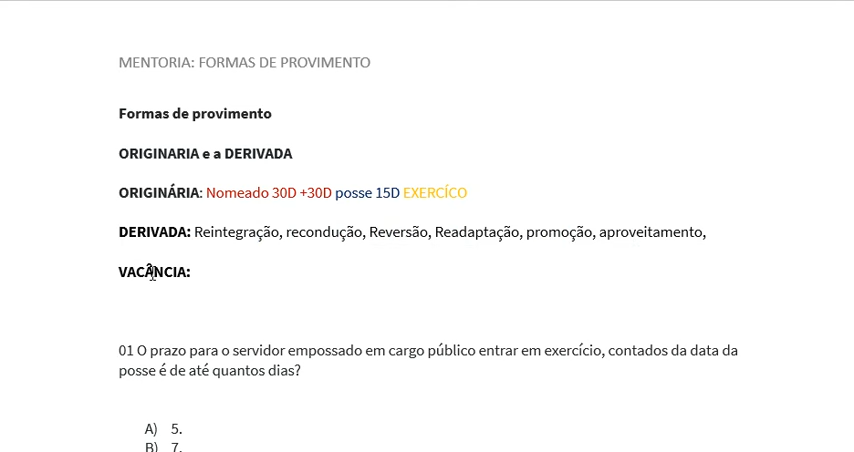 MENTORIA: FORMAS DE PROVIMENTO
Formas de provimento
ORIGINARIA e a DERIVADA
ORIGINÁRIA: Nomeado 30D +30D posse 15D EXERCÍCO
DERIVADA: Reintegração, recondução, Reversão, Readaptação, promoção, aproveitamento,
VACÂNCIA:
01 O prazo para o servidor empossado em cargo público entrar em exercício, contados da data da
posse é de até quantos dias?
A) 5.
B) 7.